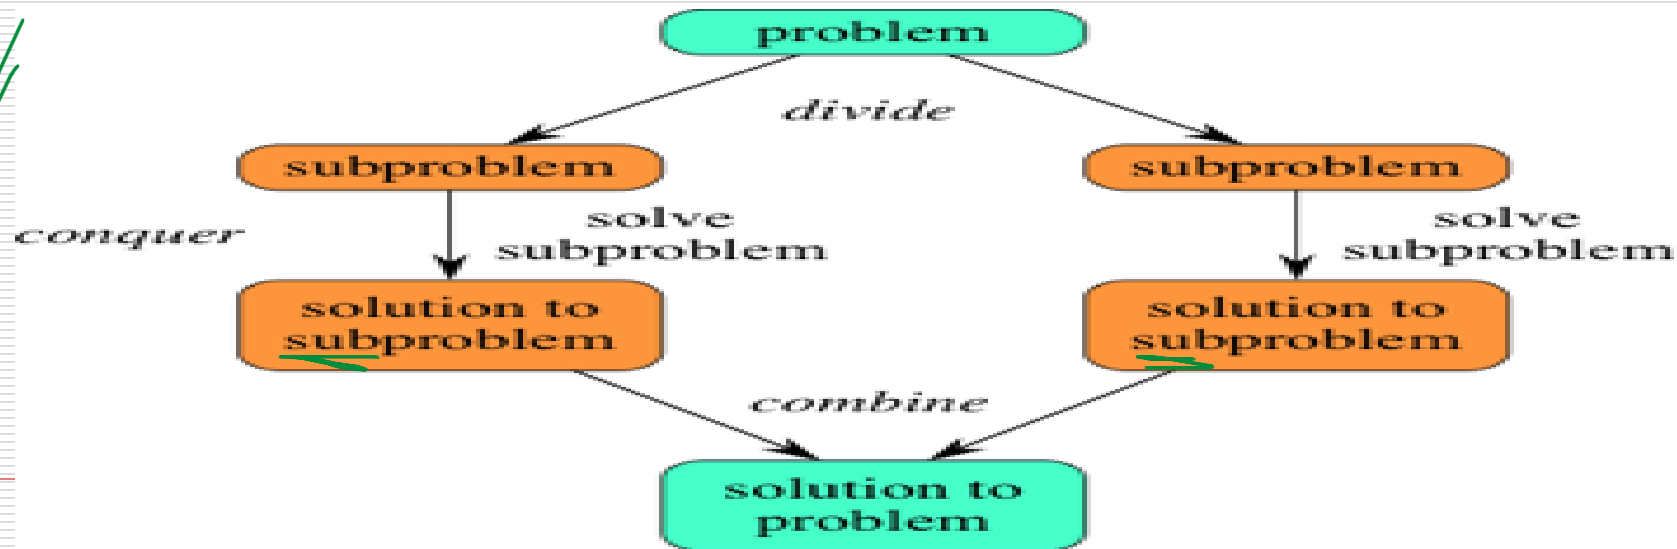 problem
divide
subproblem
subproblem
conquer
solve
subproblem
solve
subproblem
solution to
subproblem
solution to
subproblem
combine
solution to
problem